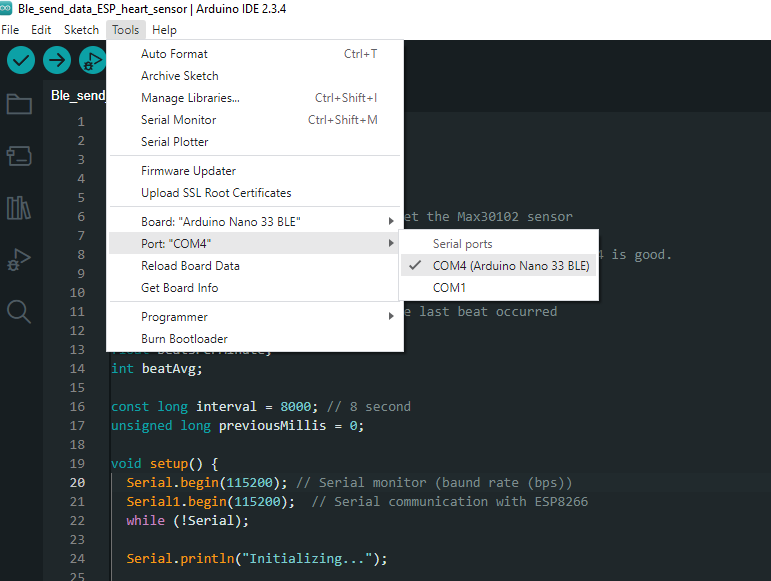 Ble_send_data_ESP_heart_sensor | Arduino IDE 2.3.4
File Edit Sketch Tools Help
Auto Format Ctrl+T
Archive Sketch
Manage Libraries... Ctrl+Shift+I
Serial Monitor Ctrl+Shift+M
Serial Plotter
Firmware Updater
Upload SSL Root Certificates
Board: "Arduino Nano 33 BLE"
Port: "COM4"
Reload Board Data
Get Board Info
Programmer
Burn Bootloader
Serial ports
COM4 (Arduino Nano 33 BLE)
COM1
Ble_send_
1
2
3
4
5
6 et the Max30102 sensor
7
8 4 is good.
9
10
11 e last beat occurred
12
13 float beatsPerMinute;
14 int beatAvg;
15
16 const long interval = 8000; // 8 second
17 unsigned long previousMillis = 0;
18
19 void setup() {
20 Serial.begin(115200); // Serial monitor (baund rate (bps))
21 Serial1.begin(115200); // Serial communication with ESP8266
22 while (!Serial);
23
24 Serial.println("Initializing...");
25